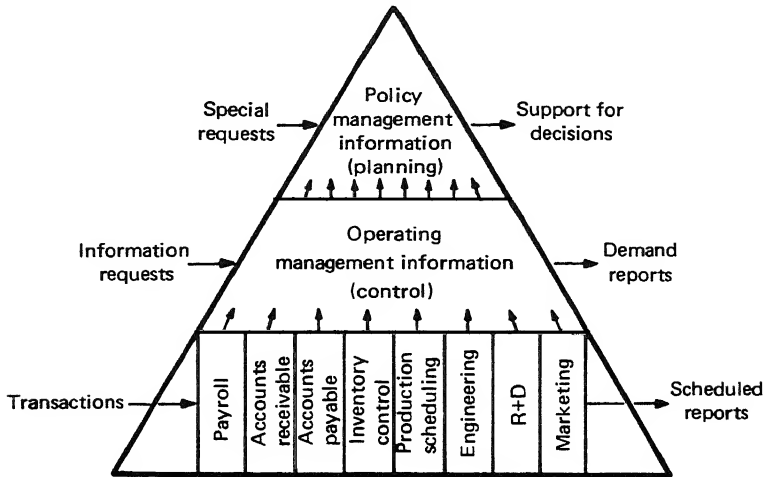 Policy
management
information
(planning)
Special
requests
Support for
decisions
Operating
management information
(control)
Information
requests
Demand
reports
Transactions
Payroll
Accounts
receivable
Accounts
payable
Inventory
control
Production
scheduling
Engineering
R+D
Marketing
Scheduled
reports